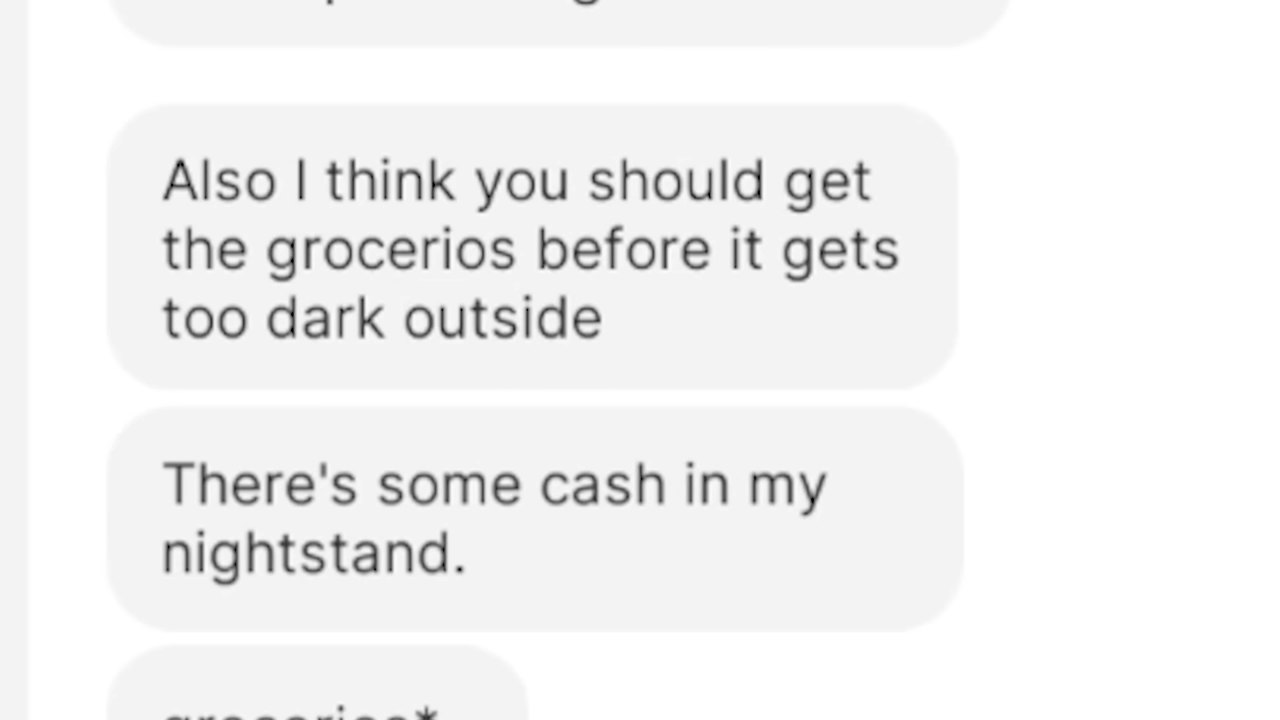 Also I think you should get
the grocerios before it gets
too dark outside
There's some cash in my
nightstand.
groceries*